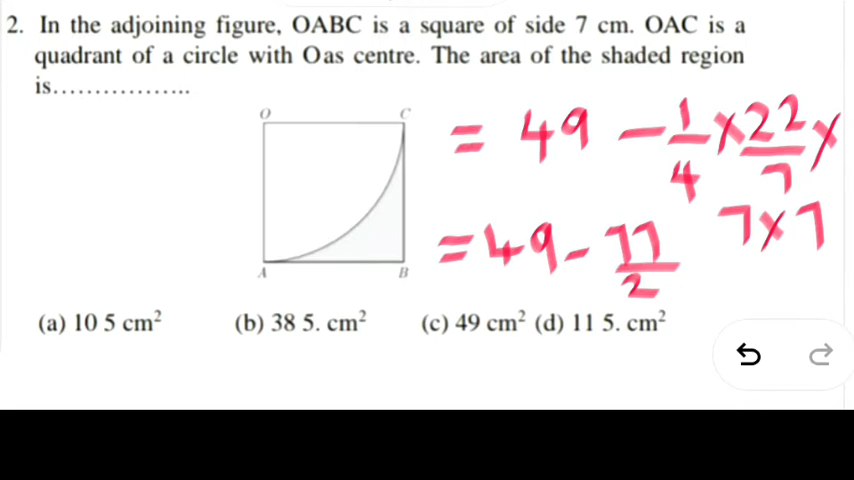 2. In the adjoining figure, OABC is a square of side 7 cm. OAC is a
quadrant of a circle with O as centre. The area of the shaded region
is.................
O C
A B
= 49 - 1/4 × 22/7 ×
7 × 7
= 49 - 77/2
(a) 10 5 cm² (b) 38 5. cm² (c) 49 cm² (d) 11 5. cm²